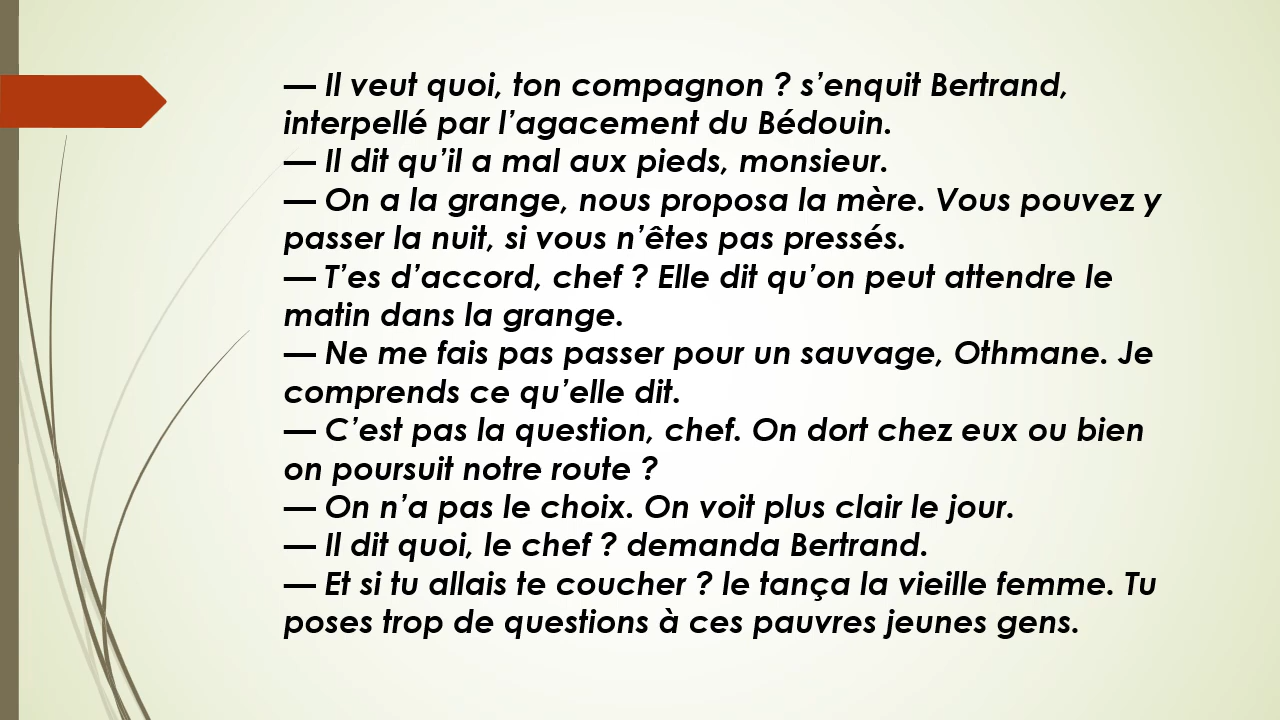 — Il veut quoi, ton compagnon ? s’enquit Bertrand,
interpellé par l’agacement du Bédouin.
— Il dit qu’il a mal aux pieds, monsieur.
— On a la grange, nous proposa la mère. Vous pouvez y
passer la nuit, si vous n’êtes pas pressés.
— T’es d’accord, chef ? Elle dit qu’on peut attendre le
matin dans la grange.
— Ne me fais pas passer pour un sauvage, Othmane. Je
comprends ce qu’elle dit.
— C’est pas la question, chef. On dort chez eux ou bien
on poursuit notre route ?
— On n’a pas le choix. On voit plus clair le jour.
— Il dit quoi, le chef ? demanda Bertrand.
— Et si tu allais te coucher ? le tança la vieille femme. Tu
poses trop de questions à ces pauvres jeunes gens.